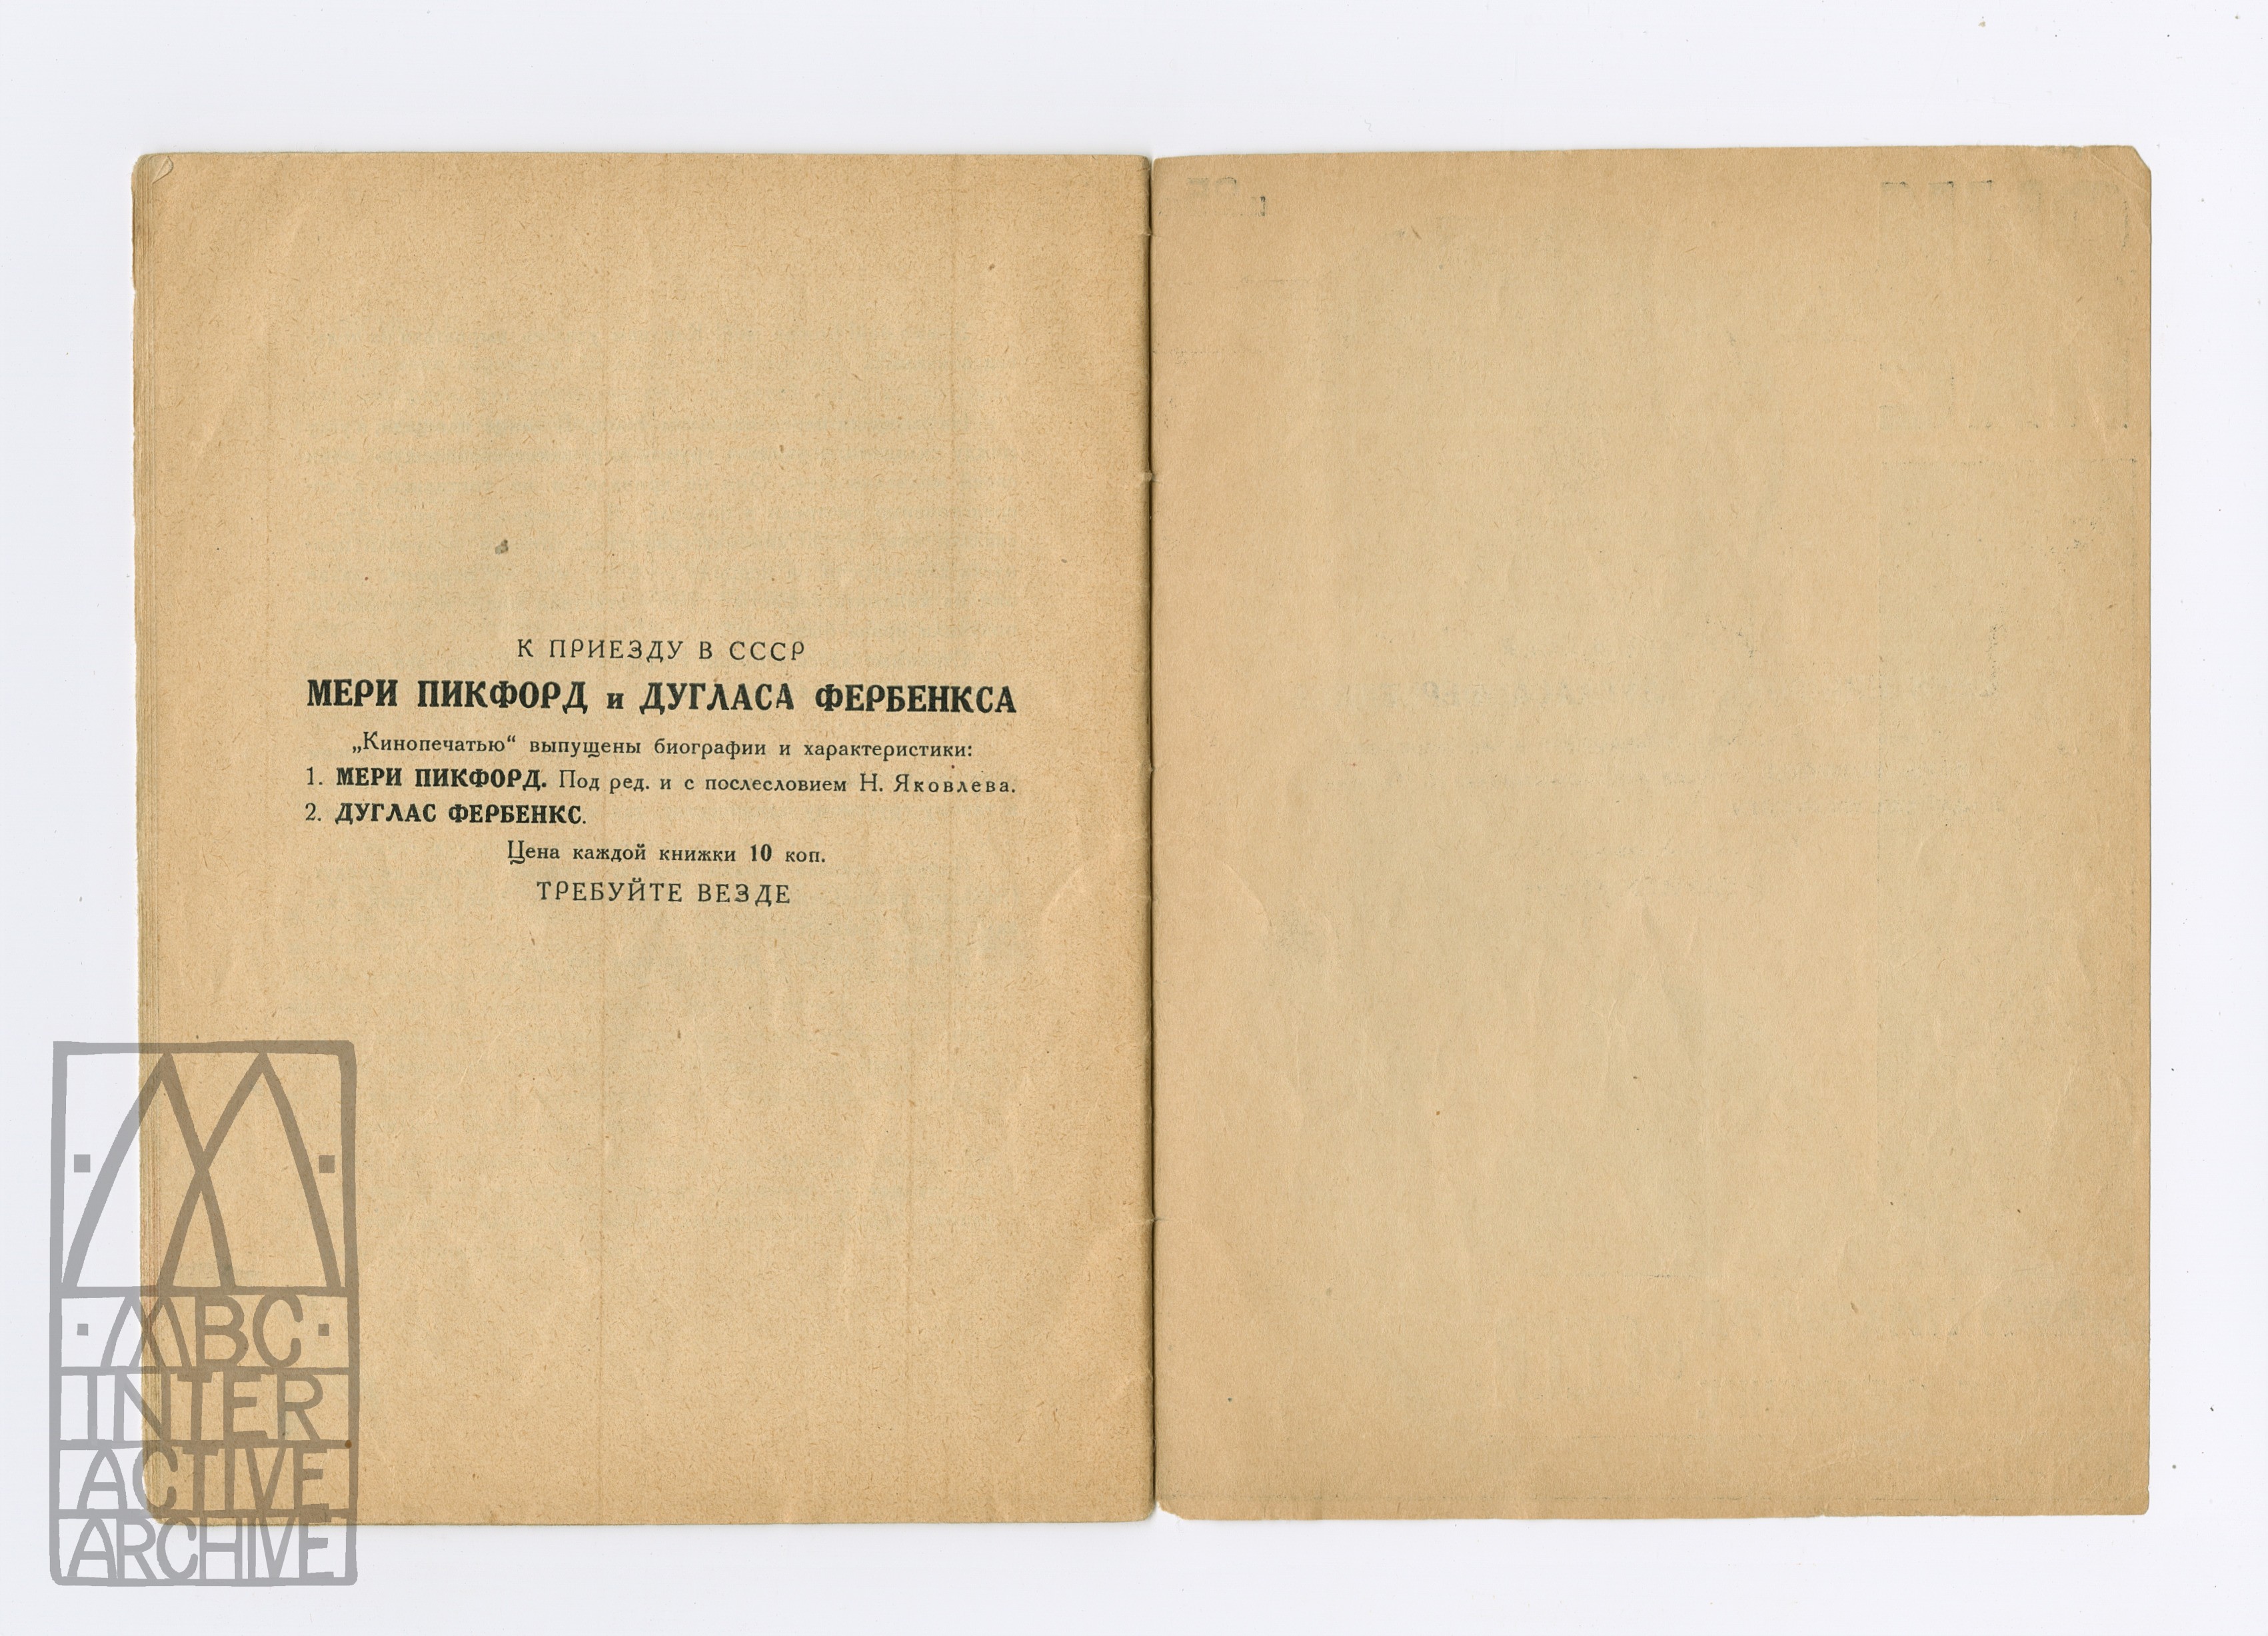 К ПРИЕЗДУ В СССР
МЕРИ ПИКФОРД и ДУГЛАСА ФЕРБЕНКСА
„Кинопечатью“ выпущены биографии и характеристики:
1. МЕРИ ПИКФОРД. Под ред. и с послесловием Н. Яковлева.
2. ДУГЛАС ФЕРБЕНКС.
Цена каждой книжки 10 коп.
ТРЕБУЙТЕ ВЕЗДЕ
ABC
INTER
ACTIVE
ARCHIVE